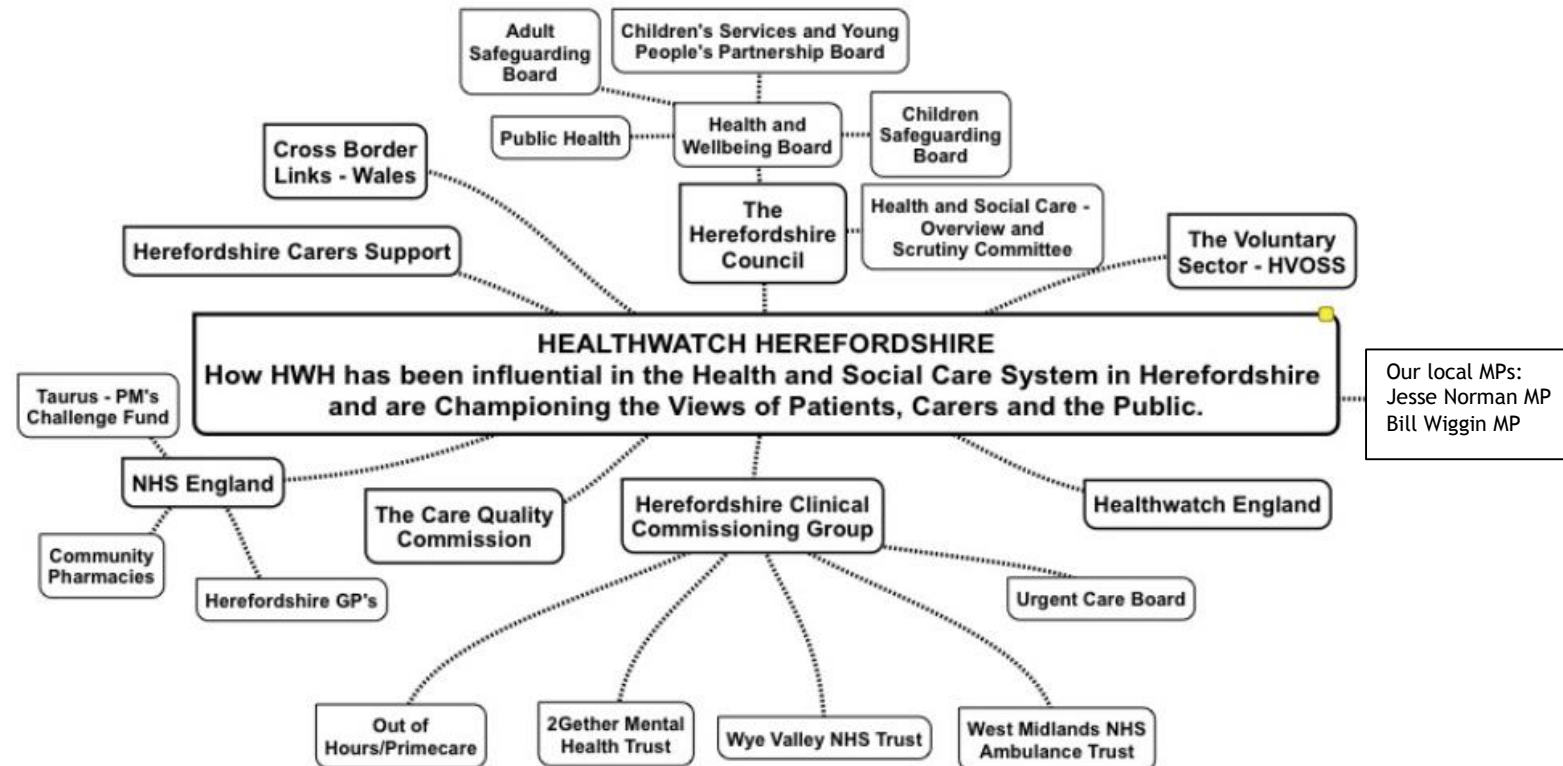 Adult
Safeguarding
Board
Children's Services and Young
People's Partnership Board
Public Health
Health and
Wellbeing Board
Children
Safeguarding
Board
Cross Border
Links - Wales
The
Herefordshire
Council
Health and Social Care -
Overview and
Scrutiny Committee
Herefordshire Carers Support
The Voluntary
Sector - HVOSS
HEALTHWATCH HEREFORDSHIRE
How HWH has been influential in the Health and Social Care System in Herefordshire
and are Championing the Views of Patients, Carers and the Public.
Our local MPs:
Jesse Norman MP
Bill Wiggin MP
Taurus - PM's
Challenge Fund
NHS England
Community
Pharmacies
Herefordshire GP's
The Care Quality
Commission
Herefordshire Clinical
Commissioning Group
Healthwatch England
Urgent Care Board
Out of
Hours/Primecare
2Gether Mental
Health Trust
Wye Valley NHS Trust
West Midlands NHS
Ambulance Trust